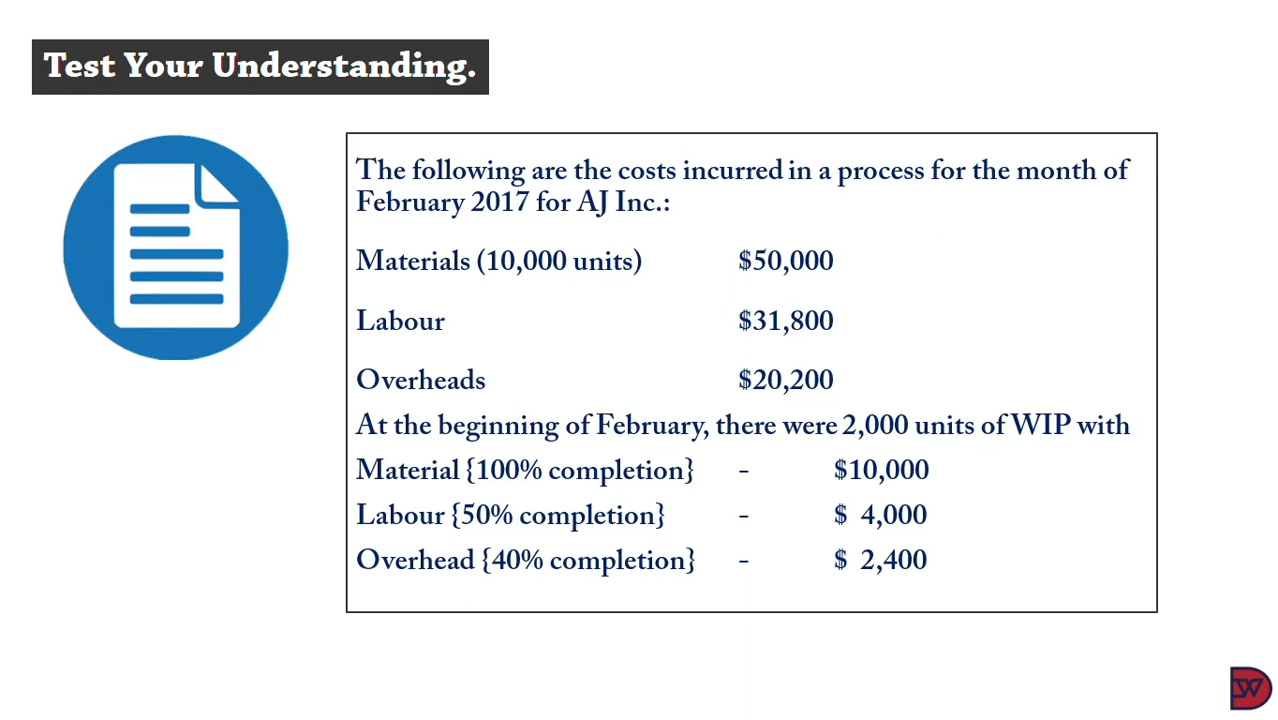 Test Your Understanding.
The following are the costs incurred in a process for the month of
February 2017 for AJ Inc.:
Materials (10,000 units) $50,000
Labour $31,800
Overheads $20,200
At the beginning of February, there were 2,000 units of WIP with
Material {100% completion} - $10,000
Labour {50% completion} - $ 4,000
Overhead {40% completion} - $ 2,400
W